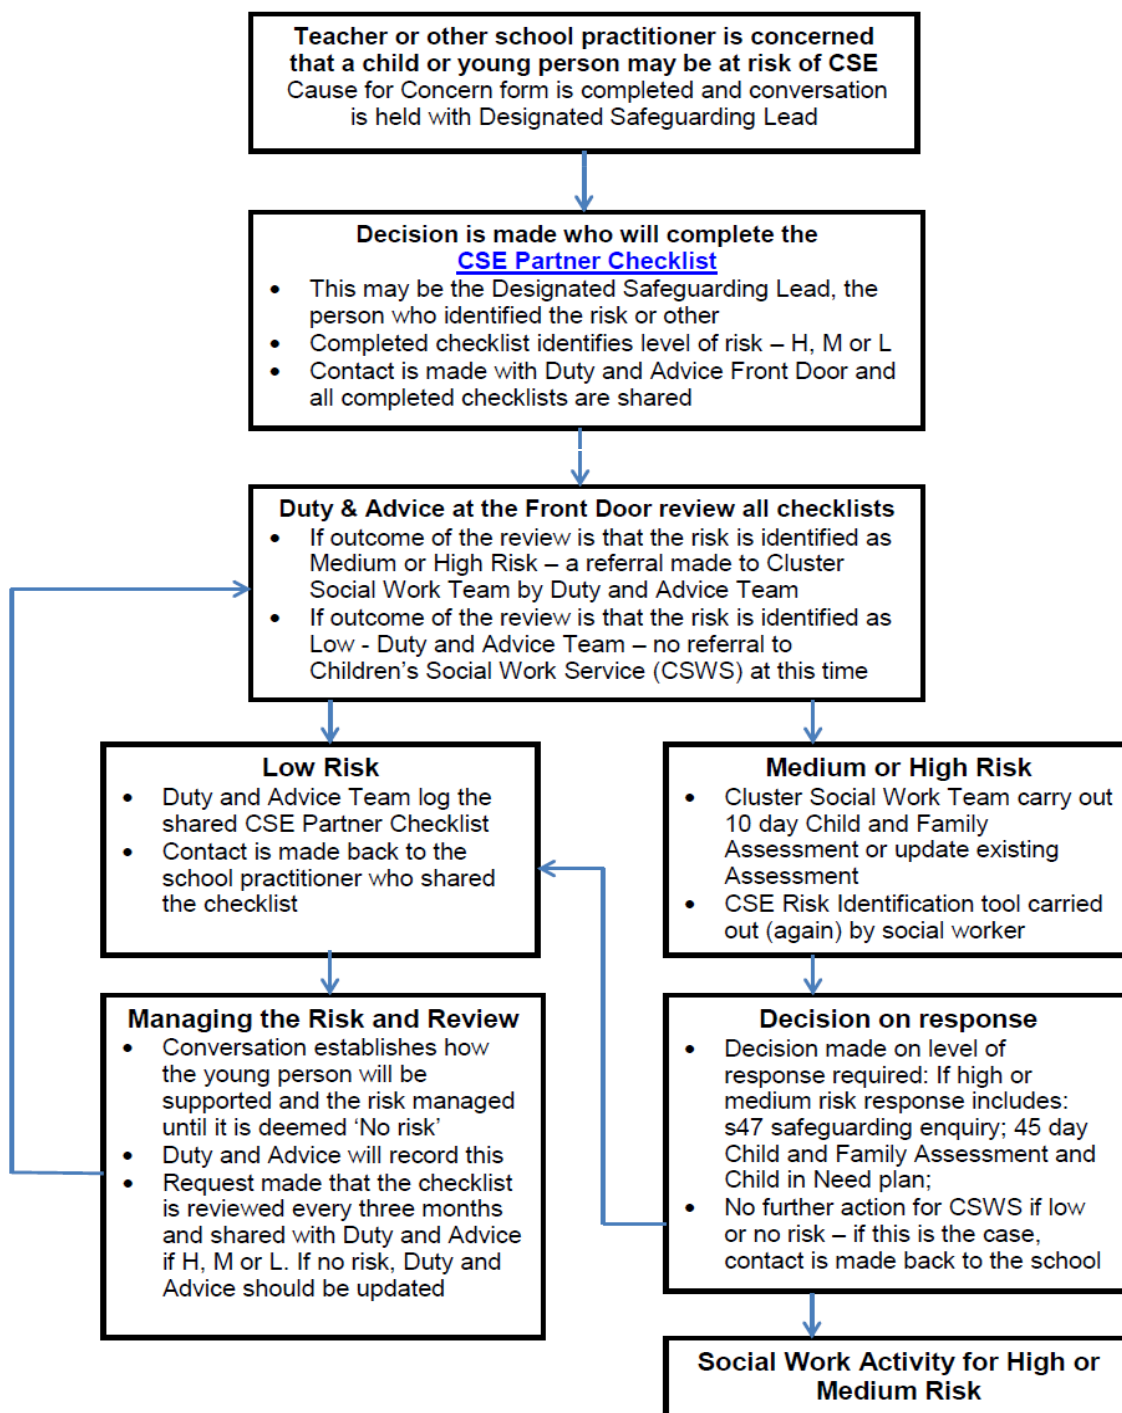 Teacher or other school practitioner is concerned
that a child or young person may be at risk of CSE
Cause for Concern form is completed and conversation
is held with Designated Safeguarding Lead
Decision is made who will complete the
CSE Partner Checklist
• This may be the Designated Safeguarding Lead, the
person who identified the risk or other
• Completed checklist identifies level of risk – H, M or L
• Contact is made with Duty and Advice Front Door and
all completed checklists are shared
Duty & Advice at the Front Door review all checklists
• If outcome of the review is that the risk is identified as
Medium or High Risk – a referral made to Cluster
Social Work Team by Duty and Advice Team
• If outcome of the review is that the risk is identified as
Low - Duty and Advice Team – no referral to
Children's Social Work Service (CSWS) at this time
Low Risk
• Duty and Advice Team log the
shared CSE Partner Checklist
• Contact is made back to the
school practitioner who shared
the checklist
Medium or High Risk
• Cluster Social Work Team carry out
10 day Child and Family
Assessment or update existing
Assessment
• CSE Risk Identification tool carried
out (again) by social worker
Managing the Risk and Review
• Conversation establishes how
the young person will be
supported and the risk managed
until it is deemed 'No risk'
• Duty and Advice will record this
• Request made that the checklist
is reviewed every three months
and shared with Duty and Advice
if H, M or L. If no risk, Duty and
Advice should be updated
Decision on response
• Decision made on level of
response required: If high or
medium risk response includes:
s47 safeguarding enquiry; 45 day
Child and Family Assessment and
Child in Need plan;
• No further action for CSWS if low
or no risk – if this is the case,
contact is made back to the school
Social Work Activity for High or
Medium Risk